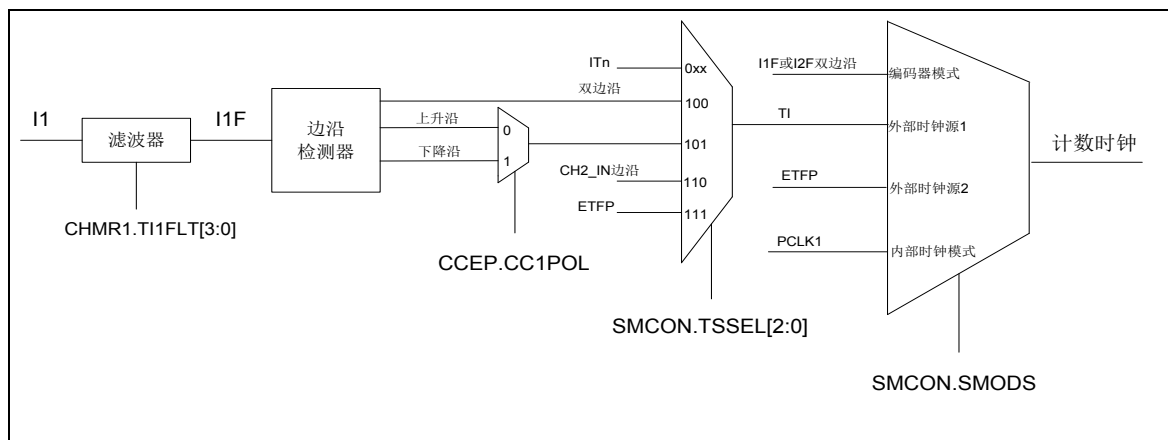 I1
滤波器
CHMR1.TI1FLT[3:0]
I1F
边沿
检测器
双边沿
上升沿
下降沿
0
1
CCEP.CC1POL
ITn
CH2_IN边沿
ETFP
0xx
100
101
110
111
SMCON.TSSEL[2:0]
I1F或I2F双边沿
TI
ETFP
PCLK1
编码器模式
外部时钟源1
外部时钟源2
内部时钟模式
SMCON.SMODS
计数时钟